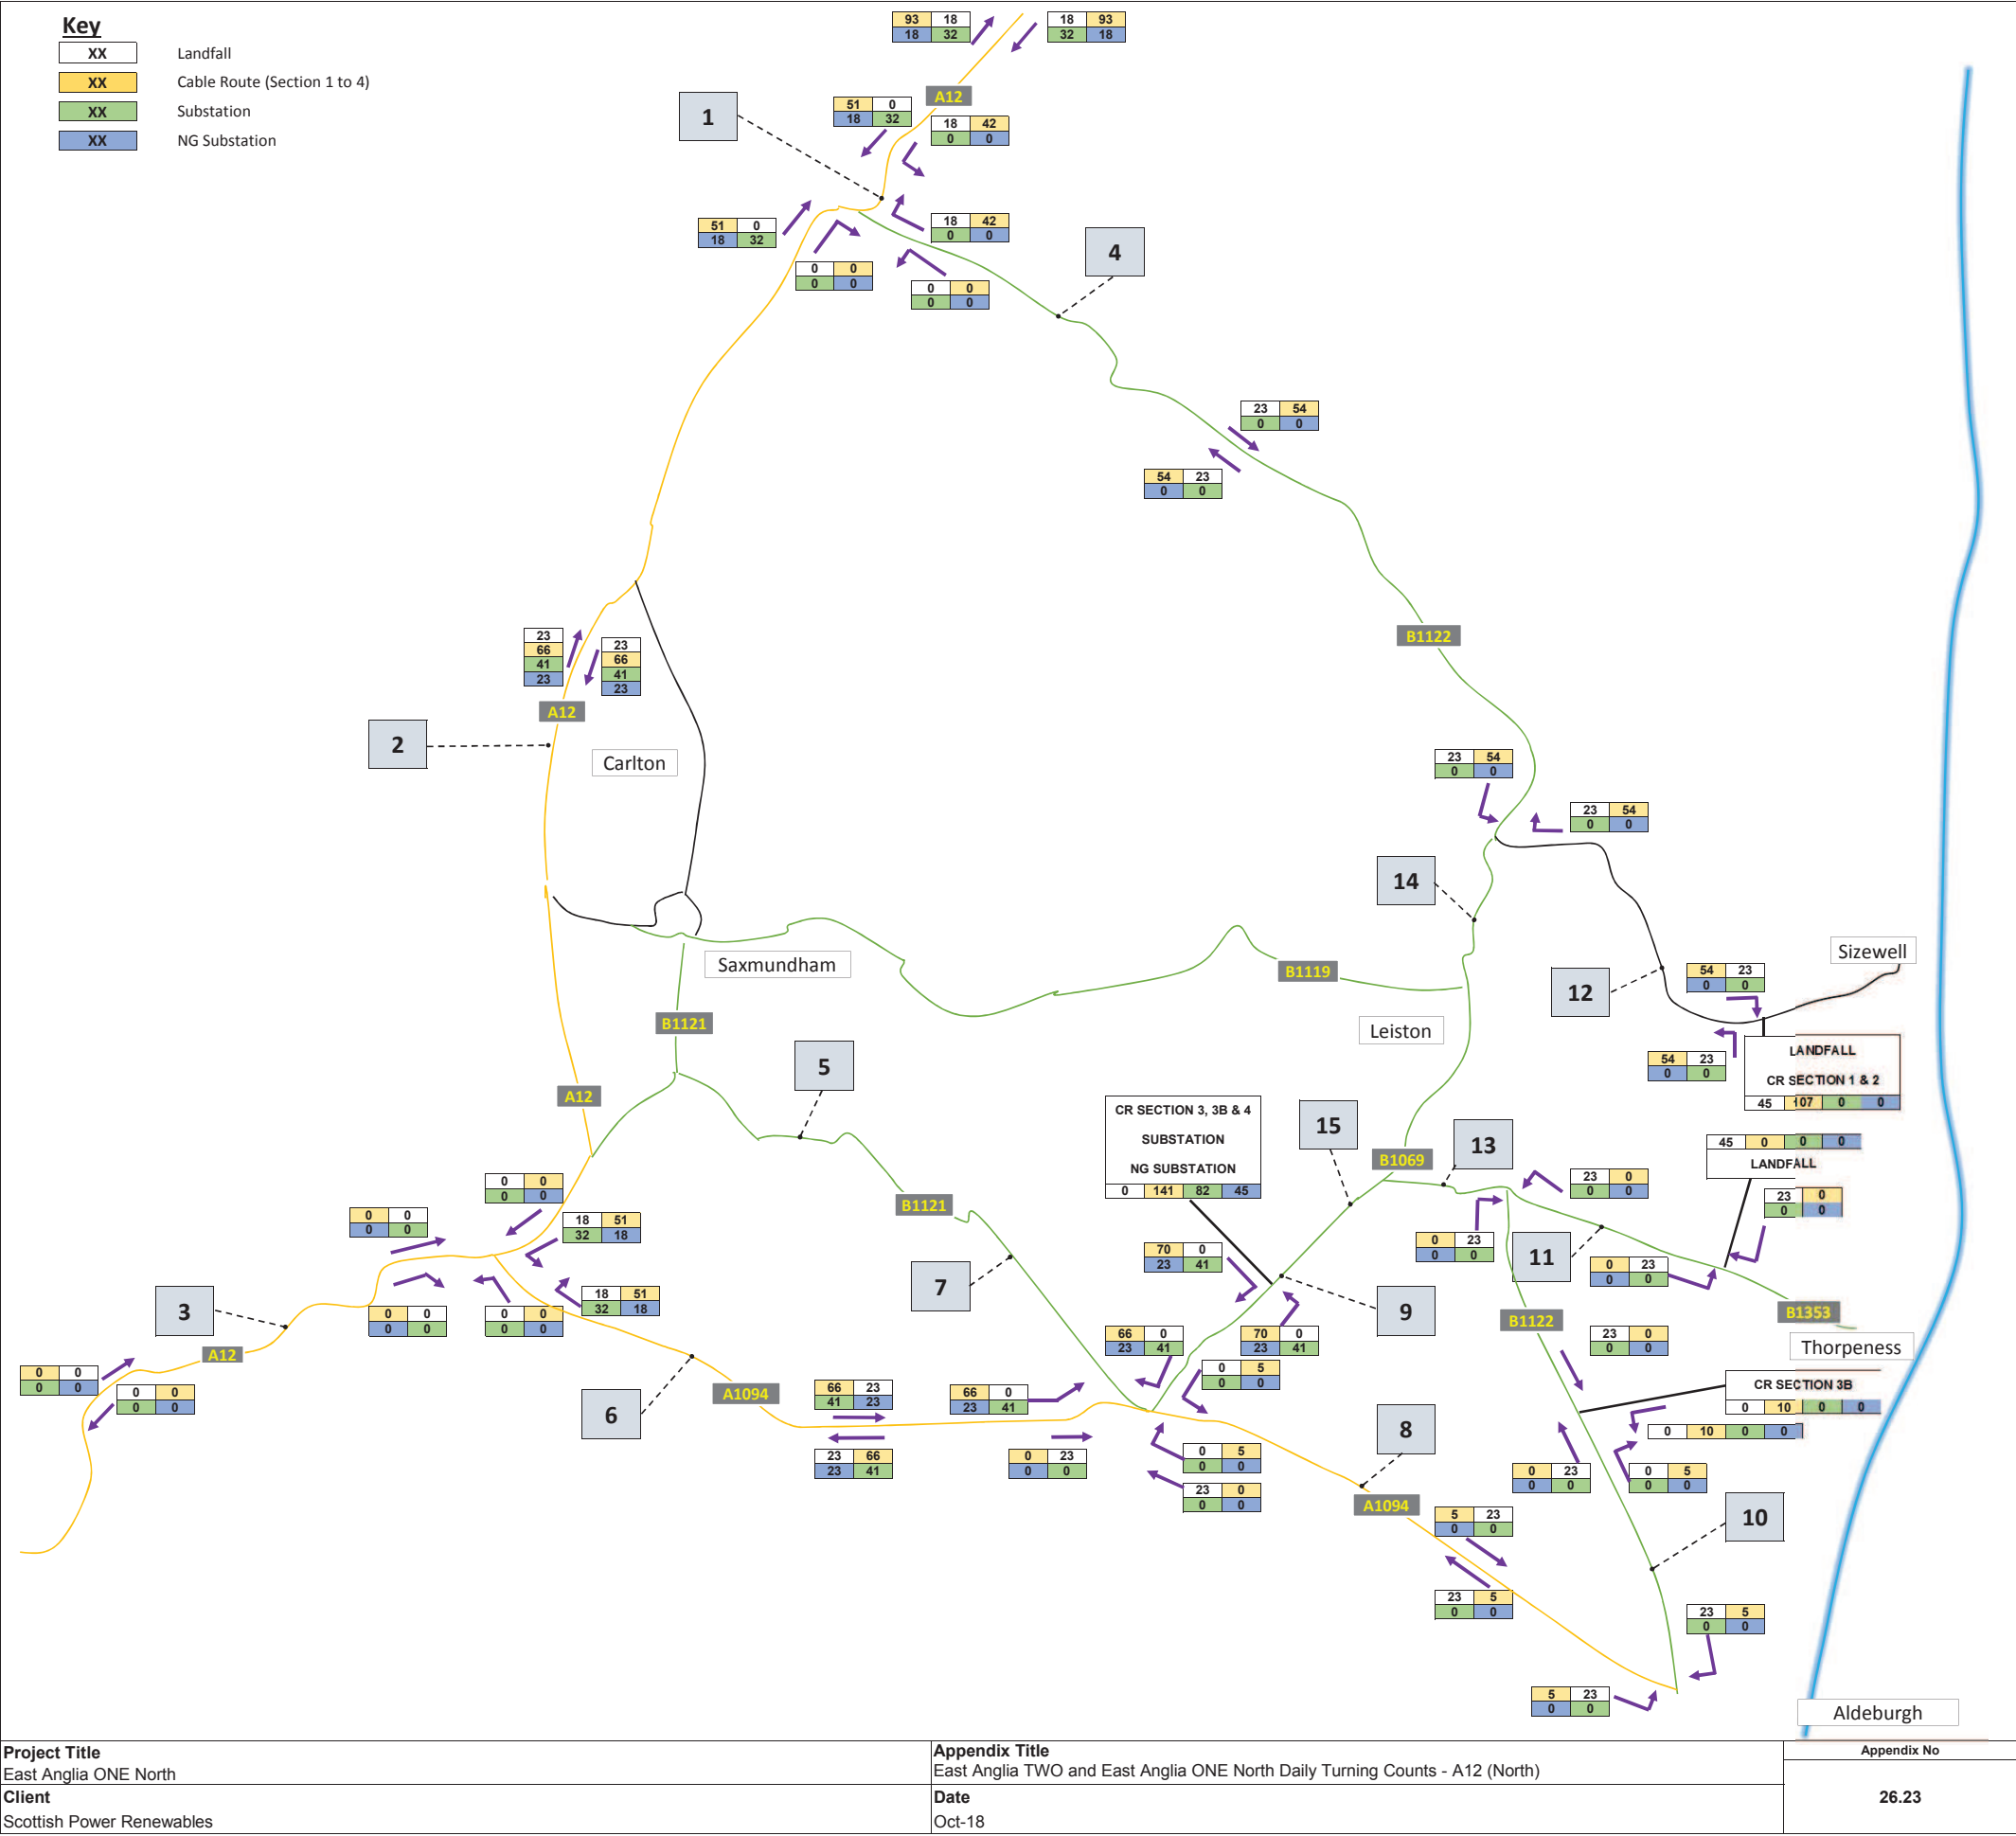 Key
XX Landfall
XX Cable Route (Section 1 to 4)
XX Substation
XX NG Substation
93 18
18 32
18 93
32 18
A12
51 0
18 32
18 42
0 0
1
51 0
18 32
18 42
0 0
0 0
0 0
0 0
0 0
4
23 54
0 0
54 23
0 0
B1122
23
66
41
23
23
66
41
23
A12
2
Carlton
23 54
0 0
23 54
0 0
14
Saxmundham
B1119
Sizewell
12
54 23
0 0
B1121
Leiston
54 23
0 0
LANDFALL
CR SECTION 1 & 2
45 107 0 0
5
A12
CR SECTION 3, 3B & 4
SUBSTATION
NG SUBSTATION
0 141 82 45
15
B1069
13
45 0 0 0
LANDFALL
0 0
0 0
23 0
0 0
23 0
0 0
B1121
0 0
0 0
18 51
32 18
70 0
23 41
0 23
0 0
11
0 23
0 0
7
9
3
18 51
32 18
0 0
0 0
0 0
0 0
B1122
B1353
Thorpeness
A12
66 0
23 41
70 0
23 41
23 0
0 0
0 0
0 0
0 0
0 0
0 5
0 0
CR SECTION 3B
0 10 0 0
6
A1094
66 23
41 23
66 0
23 41
8
0 10 0 0
23 66
23 41
0 23
0 0
0 5
0 0
0 23
0 0
0 5
0 0
23 0
0 0
A1094
10
5 23
0 0
23 5
0 0
23 5
0 0
5 23
0 0
Aldeburgh
Project Title
East Anglia ONE North
Appendix Title
East Anglia TWO and East Anglia ONE North Daily Turning Counts - A12 (North)
Appendix No
26.23
Client
Scottish Power Renewables
Date
Oct-18